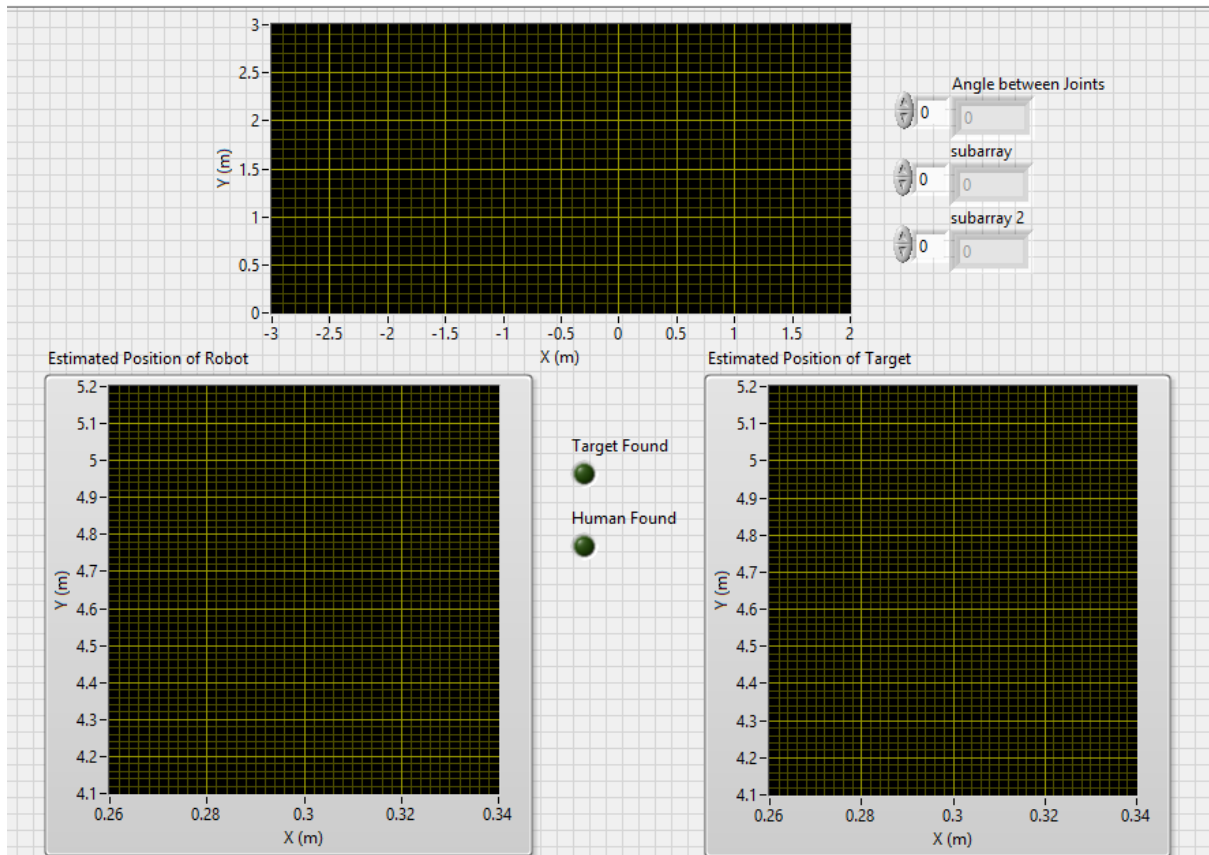 3
2.5
2
1.5
1
0.5
0
Y (m)
-3 -2.5 -2 -1.5 -1 -0.5 0 0.5 1 1.5 2
X (m)
Angle between Joints
0 0
subarray
0 0
subarray 2
0 0
Estimated Position of Robot
5.2
5.1
5
4.9
4.8
4.7
4.6
4.5
4.4
4.3
4.2
4.1
Y (m)
0.26 0.28 0.3 0.32 0.34
X (m)
Target Found
Human Found
Estimated Position of Target
5.2
5.1
5
4.9
4.8
4.7
4.6
4.5
4.4
4.3
4.2
4.1
Y (m)
0.26 0.28 0.3 0.32 0.34
X (m)